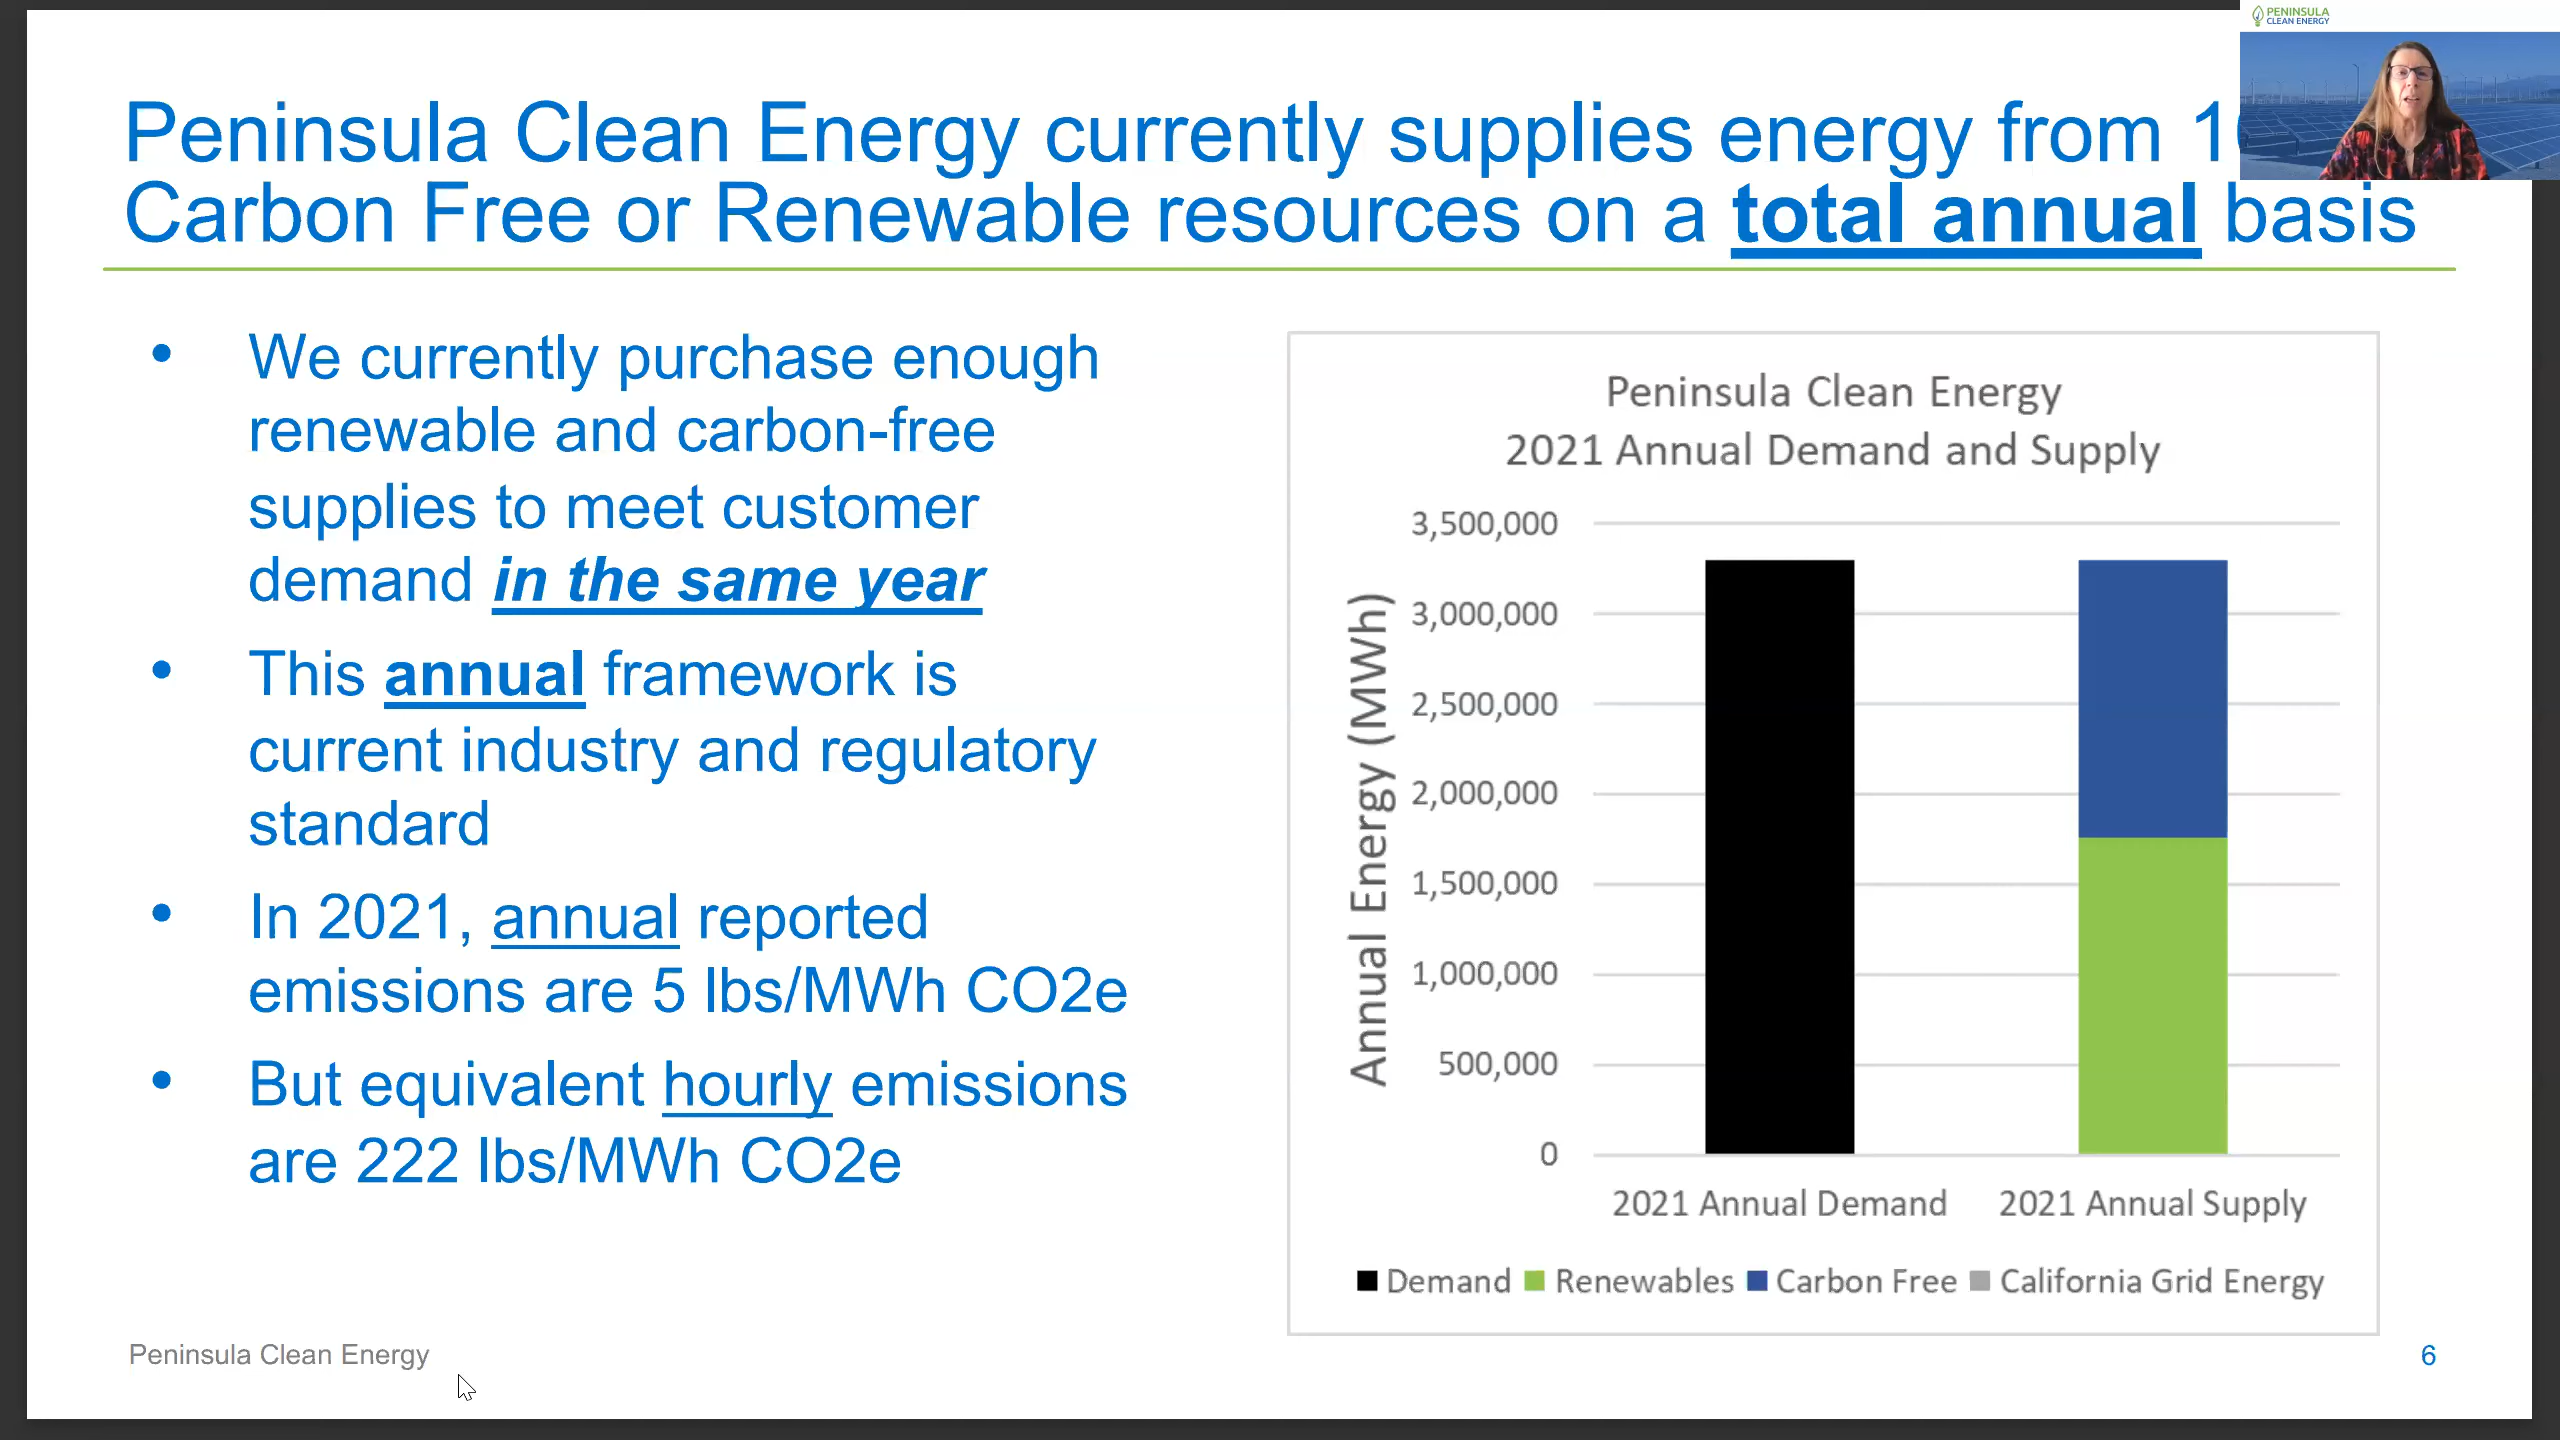 PENINSULA
CLEAN ENERGY
Peninsula Clean Energy currently supplies energy from
Carbon Free or Renewable resources on a total annual basis
• We currently purchase enough
renewable and carbon-free
supplies to meet customer
demand in the same year
• This annual framework is
current industry and regulatory
standard
• In 2021, annual reported
emissions are 5 lbs/MWh CO2e
• But equivalent hourly emissions
are 222 lbs/MWh CO2e
Peninsula Clean Energy
2021 Annual Demand and Supply
Annual Energy (MWh)
3,500,000
3,000,000
2,500,000
2,000,000
1,500,000
1,000,000
500,000
0
2021 Annual Demand 2021 Annual Supply
Demand Renewables Carbon Free California Grid Energy
Peninsula Clean Energy
6